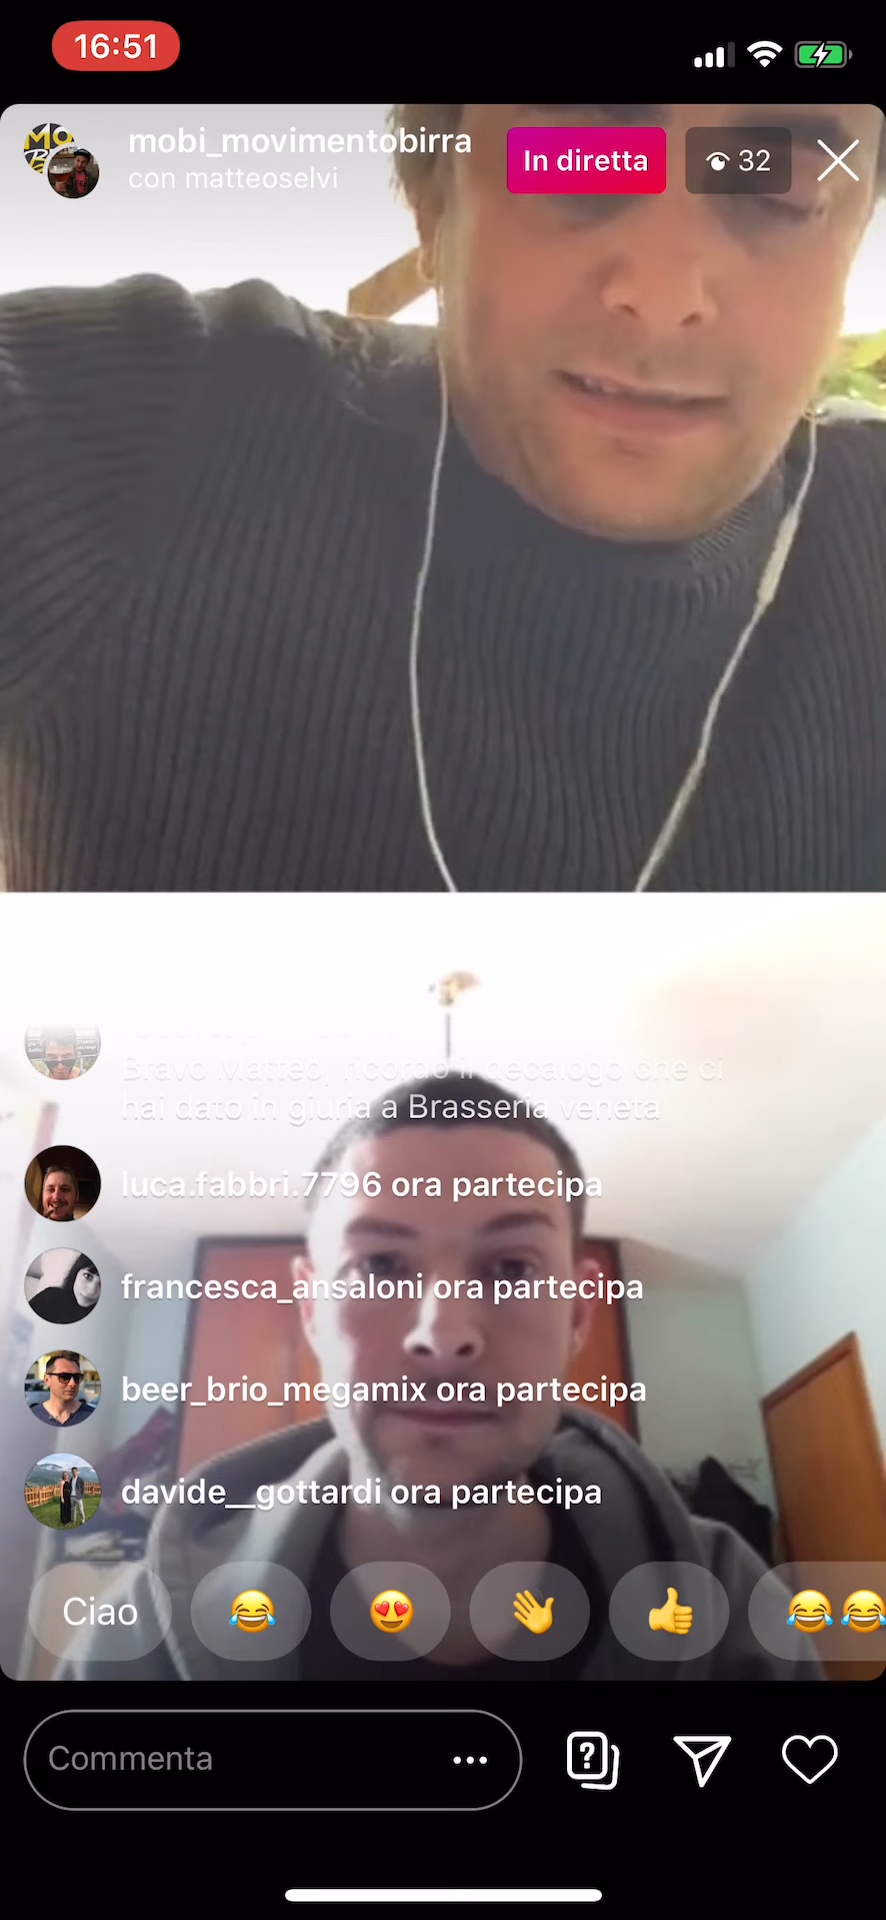 16:51
MO
mobi_movimentobirra
con matteoselvi
In diretta
32
Bravo Matteo, ricordo il decalogo che ci
hai dato in giuria a Brasseria veneta
luca.fabbri.7796 ora partecipa
francesca_ansaloni ora partecipa
beer_brio_megamix ora partecipa
davide__gottardi ora partecipa
Ciao
Commenta